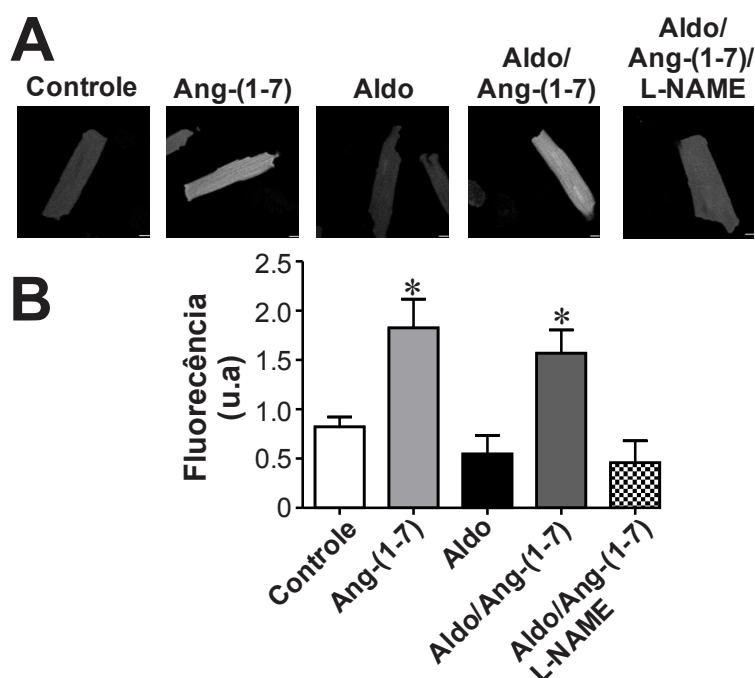 A
Controle
Ang-(1-7)
Aldo
Aldo/
Ang-(1-7)
Aldo/
Ang-(1-7)/
L-NAME
B
Fluorecência
(u.a)
2.5
2.0
1.5
1.0
0.5
0
*
*
Controle
Ang-(1-7)
Aldo
Aldo/Ang-(1-7)
Aldo/Ang-(1-7)
L-NAME